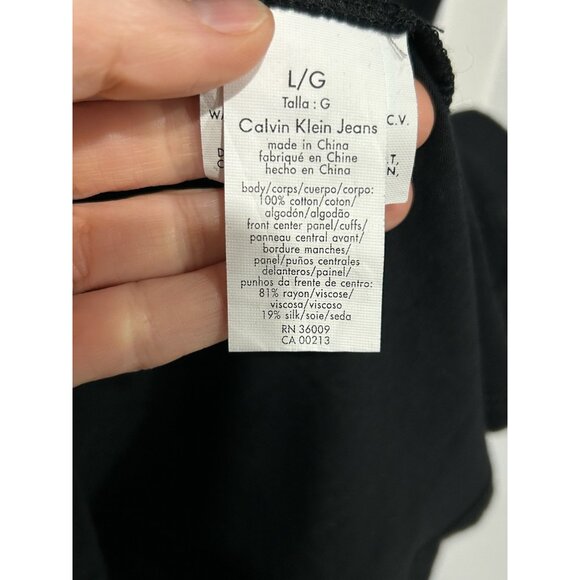 L/G
Talla : G
Calvin Klein Jeans
made in China
fabriqué en Chine
hecho en China
body/corps/cuerpo/corpo:
100% cotton/coton/
algodón/algodão
front center panel/cuffs/
panneau central avant/
bordure manches/
panel/puños centrales
delanteros/painel/
punhos da frente de centro:
81% rayon/viscose/
viscosa/viscoso
19% silk/soie/seda
RN 36009
CA 00213
C.V.